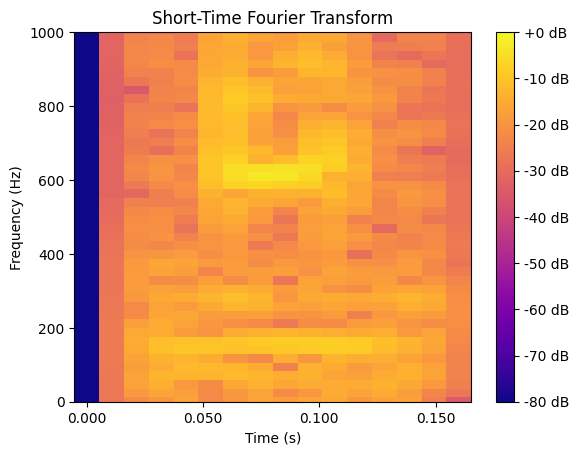 Short-Time Fourier Transform
Frequency (Hz)
1000
800
600
400
200
0
0.000
0.050
0.100
0.150
Time (s)
+0 dB
-10 dB
-20 dB
-30 dB
-40 dB
-50 dB
-60 dB
-70 dB
-80 dB